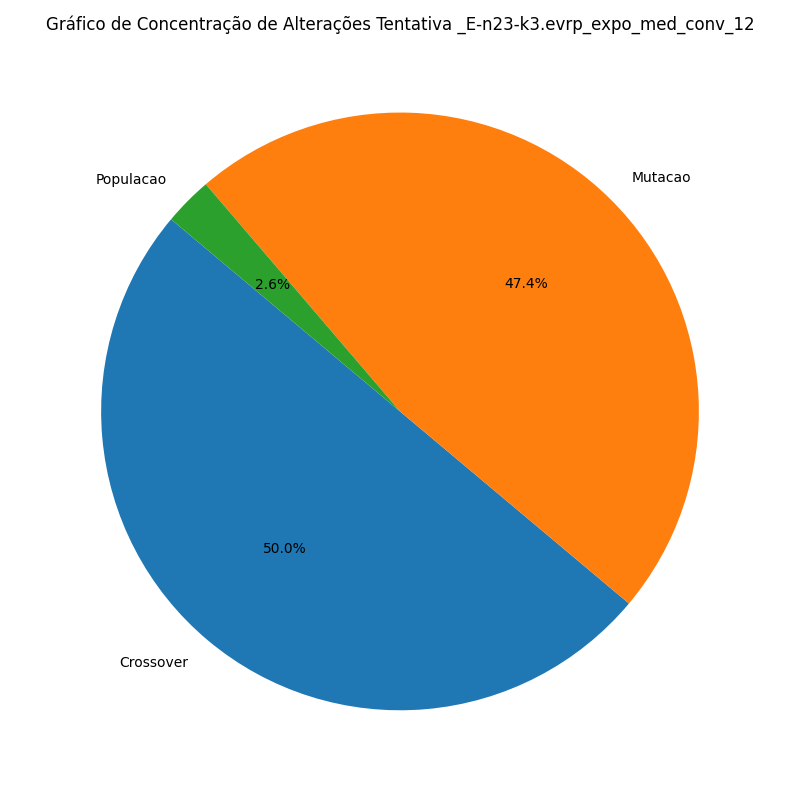 Gráfico de Concentração de Alterações Tentativa _E-n23-k3.evrp_expo_med_conv_12
Populacao
Mutacao
2.6%
47.4%
50.0%
Crossover